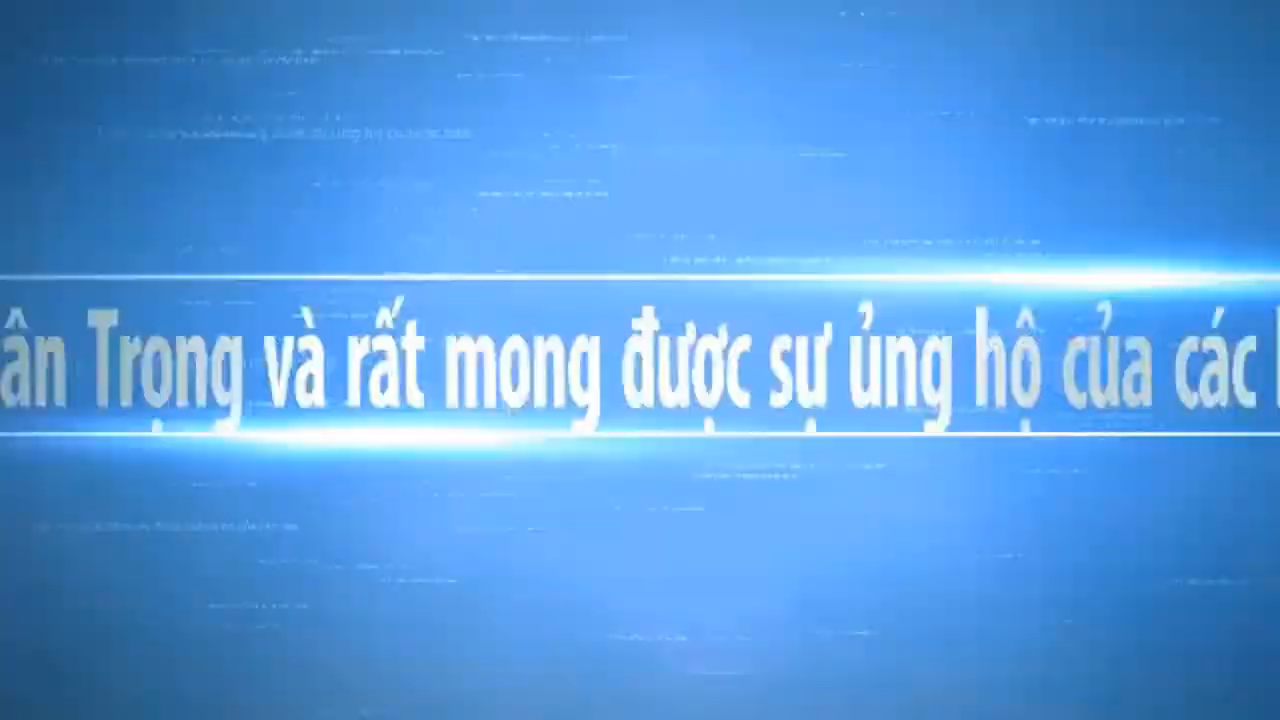 ân Trọng và rất mong được sự ủng hộ của các